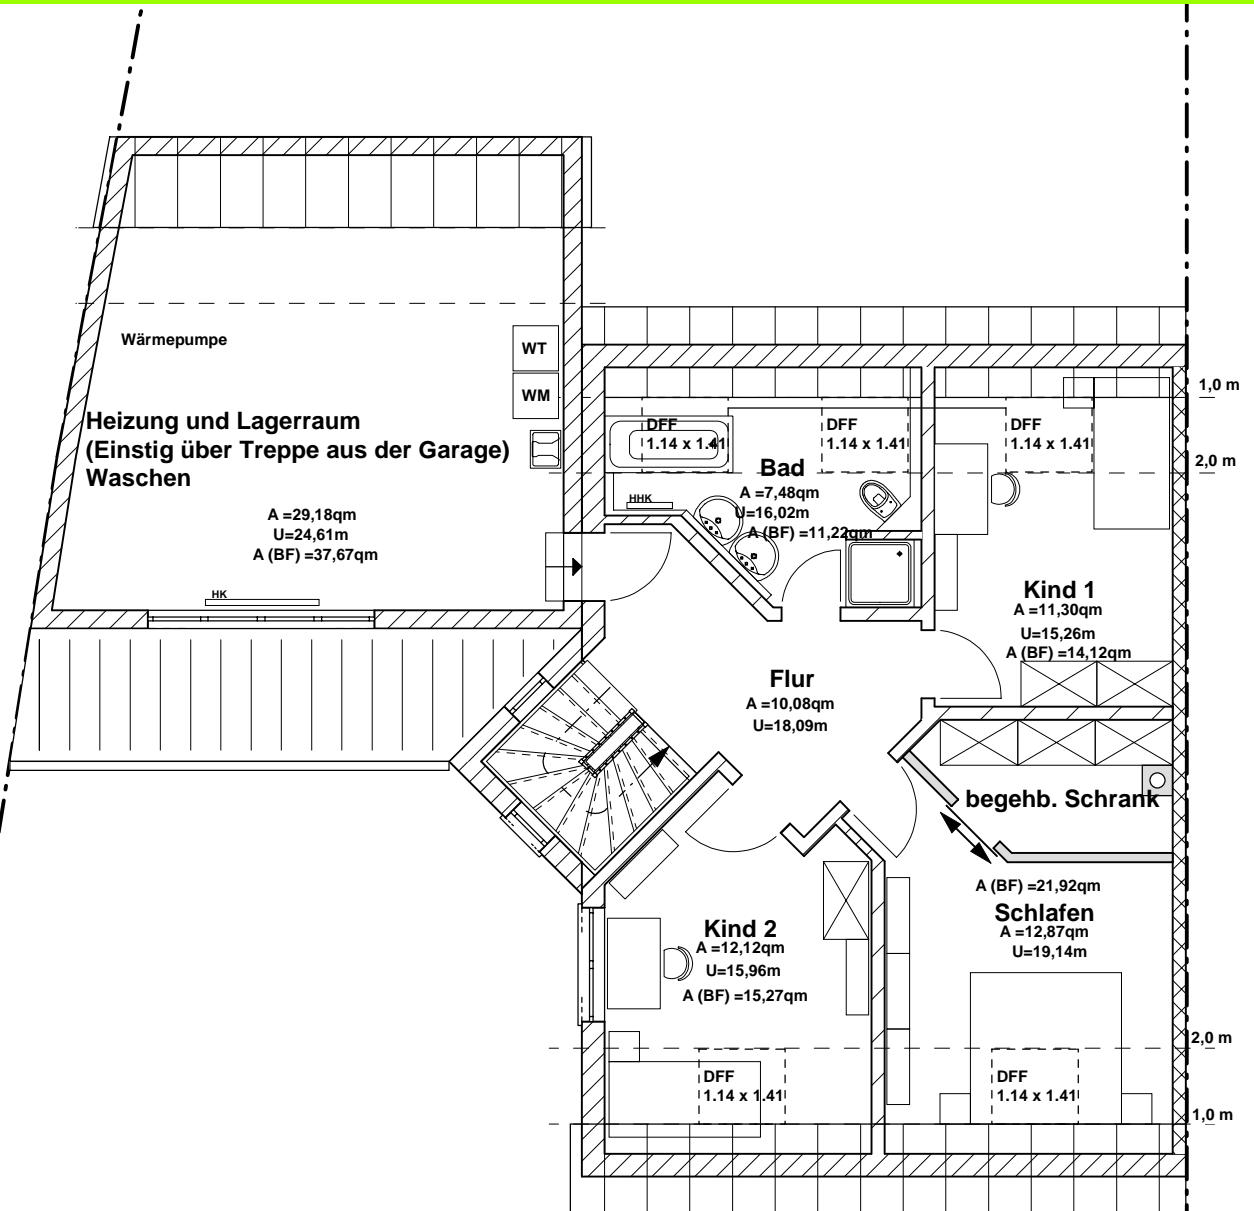 Wärmepumpe
WT
WM
Heizung und Lagerraum
(Einstig über Treppe aus der Garage)
Waschen
A =29,18qm
U=24,61m
A (BF) =37,67qm
HK
DFF
1.14 x 1.41
DFF
1.14 x 1.41
DFF
1.14 x 1.41
1,0 m
2,0 m
Bad
A =7,48qm
U=16,02m
A (BF) =11,22qm
HHK
Kind 1
A =11,30qm
U=15,26m
A (BF) =14,12qm
Flur
A =10,08qm
U=18,09m
begehb. Schrank
A (BF) =21,92qm
Schlafen
A =12,87qm
U=19,14m
Kind 2
A =12,12qm
U=15,96m
A (BF) =15,27qm
2,0 m
DFF
1.14 x 1.41
DFF
1.14 x 1.41
1,0 m